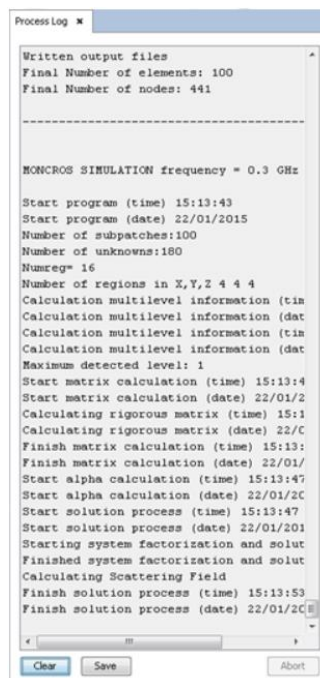 Process Log
Written output files
Final Number of elements: 100
Final Number of nodes: 441
----------------------------------------
MONCROS SIMULATION frequency = 0.3 GHz
Start program (time) 15:13:43
Start program (date) 22/01/2015
Number of subpatches:100
Number of unknowns:180
Numreg= 16
Number of regions in X,Y,Z 4 4 4
Calculation multilevel information (tim
Calculation multilevel information (dat
Calculation multilevel information (tim
Calculation multilevel information (dat
Maximum detected level: 1
Start matrix calculation (time) 15:13:4
Start matrix calculation (date) 22/01/2
Calculating rigorous matrix (time) 15:1
Calculating rigorous matrix (date) 22/0
Finish matrix calculation (time) 15:13:
Finish matrix calculation (date) 22/01/
Start alpha calculation (time) 15:13:47
Start alpha calculation (date) 22/01/20
Start solution process (time) 15:13:47
Start solution process (date) 22/01/201
Starting system factorization and solut
Finished system factorization and solut
Calculating Scattering Field
Finish solution process (time) 15:13:53
Finish solution process (date) 22/01/20
Clear Save Abort